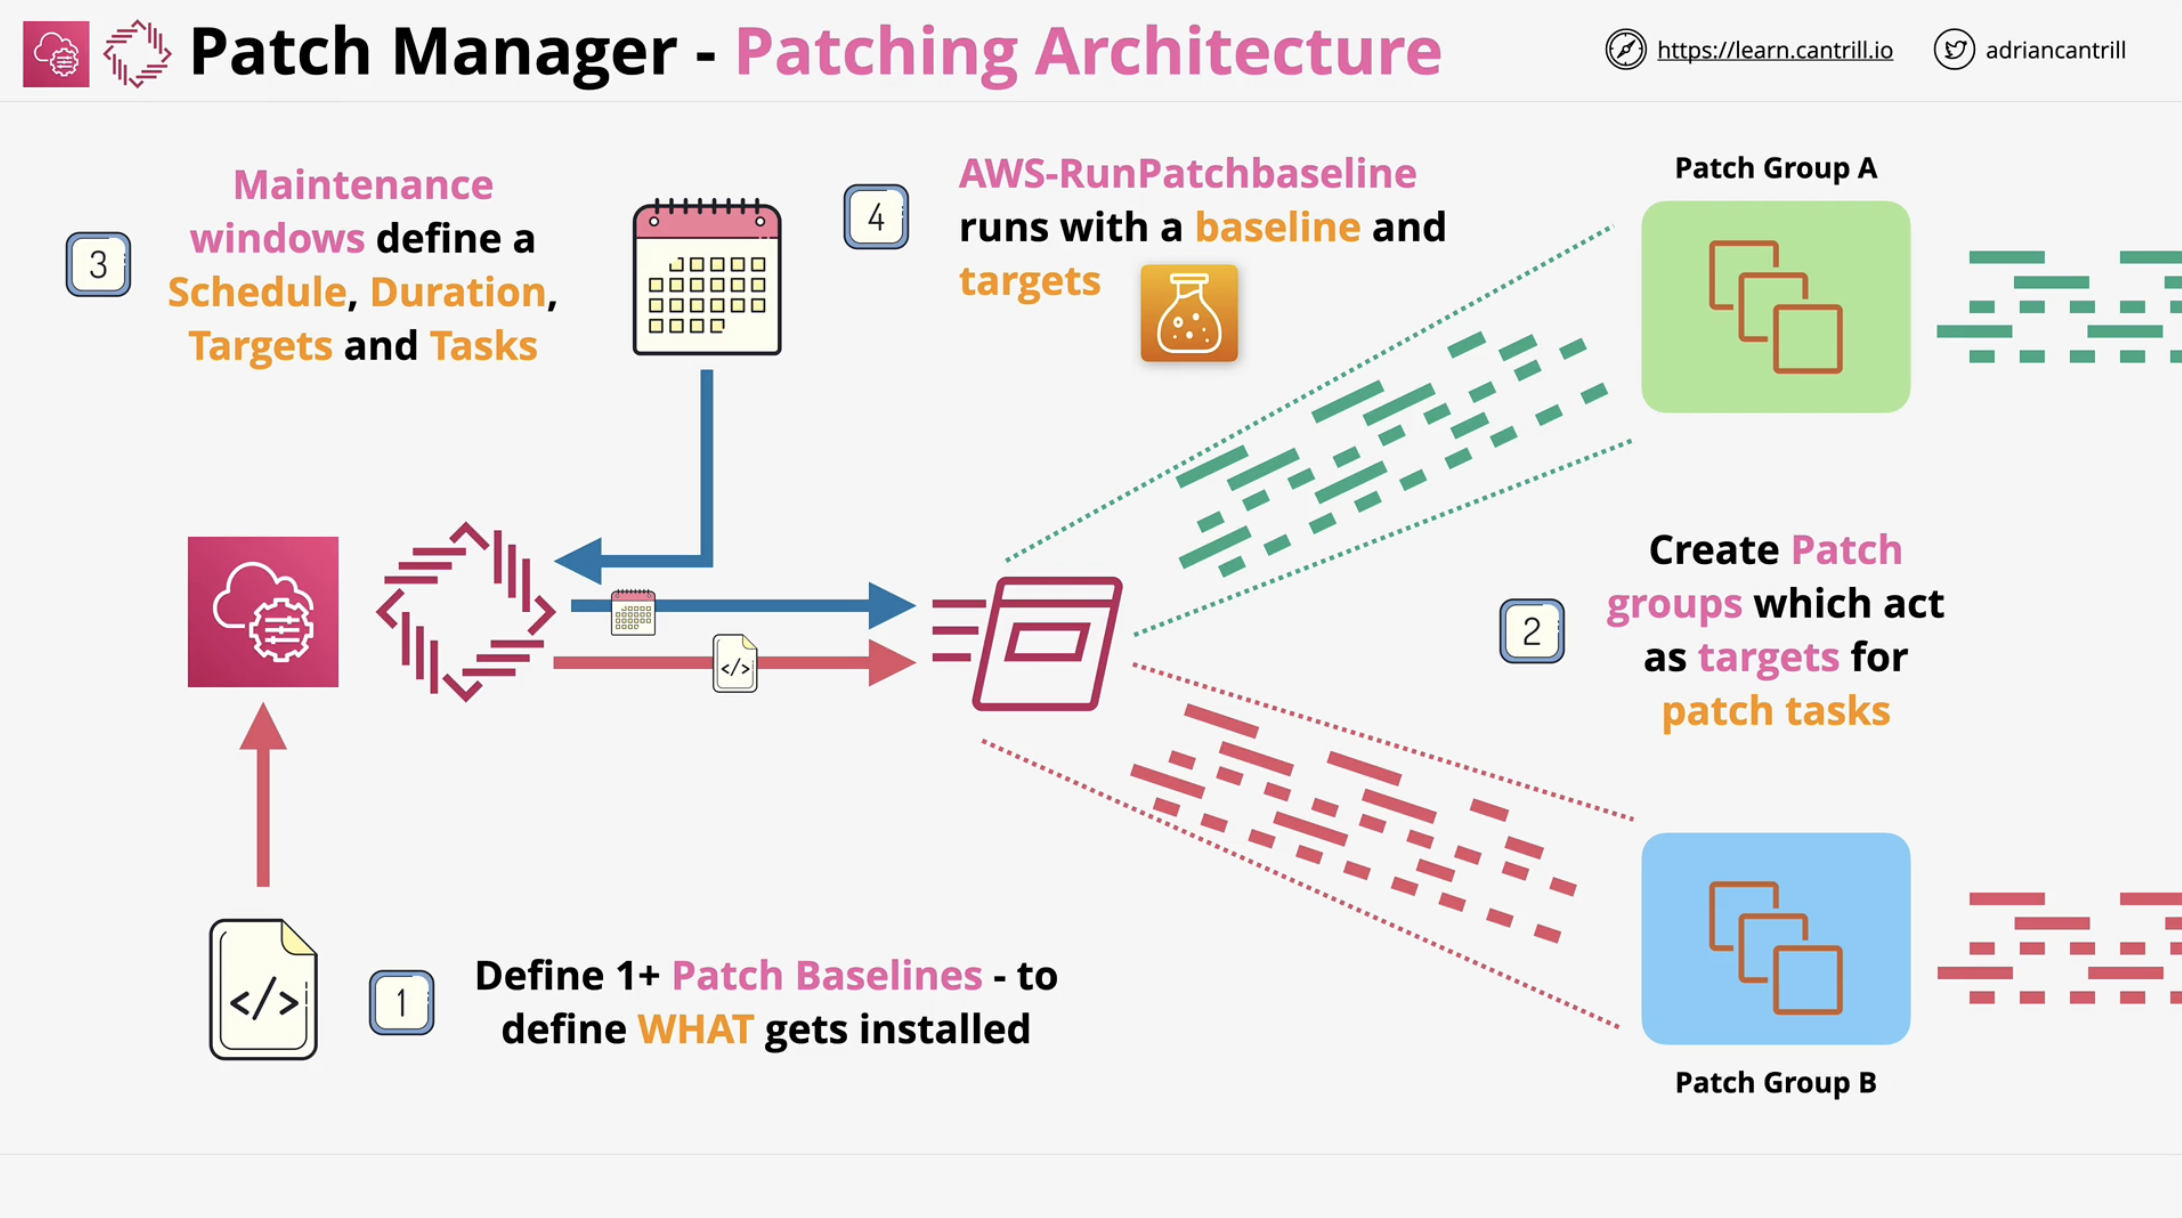 Patch Manager - Patching Architecture
https://learn.cantrill.io
adriancantrill
3
Maintenance
windows define a
Schedule, Duration,
Targets and Tasks
4
AWS-RunPatchbaseline
runs with a baseline and
targets
Patch Group A
2
Create Patch
groups which act
as targets for
patch tasks
</>
</>
1
Define 1+ Patch Baselines - to
define WHAT gets installed
Patch Group B